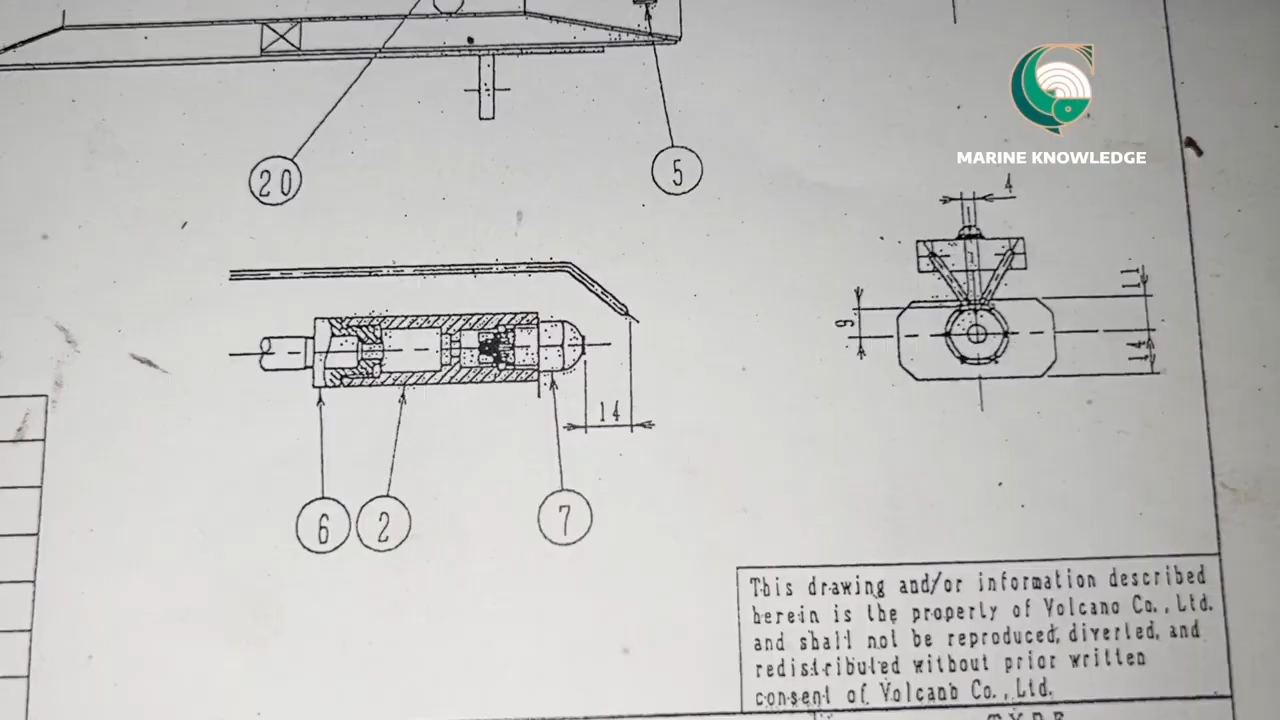 MARINE KNOWLEDGE
20
5
4
11
9
14
14
6
2
7
This drawing and/or information described
herein is the property of Volcano Co., Ltd.
and shall not be reproduced, diverted, and
redistributed without prior written
consent of Volcano Co., Ltd.
TYPE